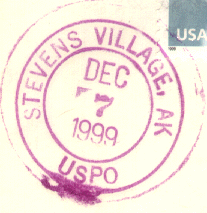 STEVENS VILLAGE, AK
DEC
7
1999
USPO
USA